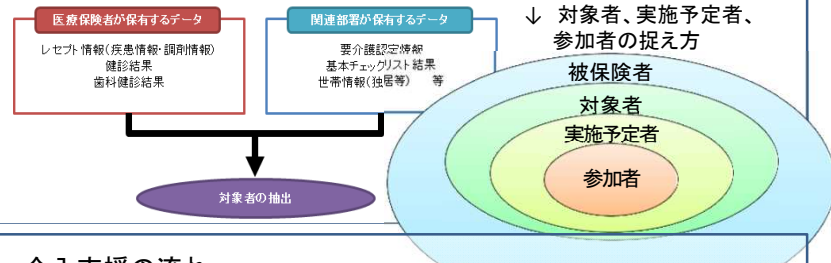 医療保険者が保有するデータ
レセプト情報(疾患情報・調剤情報)
健診結果
歯科健診結果
関連部署が保有するデータ
要介護認定情報
基本チェックリスト結果
世帯情報(独居等)　等
対象者の抽出
↓ 対象者、実施予定者、
参加者の捉え方
被保険者
対象者
実施予定者
参加者